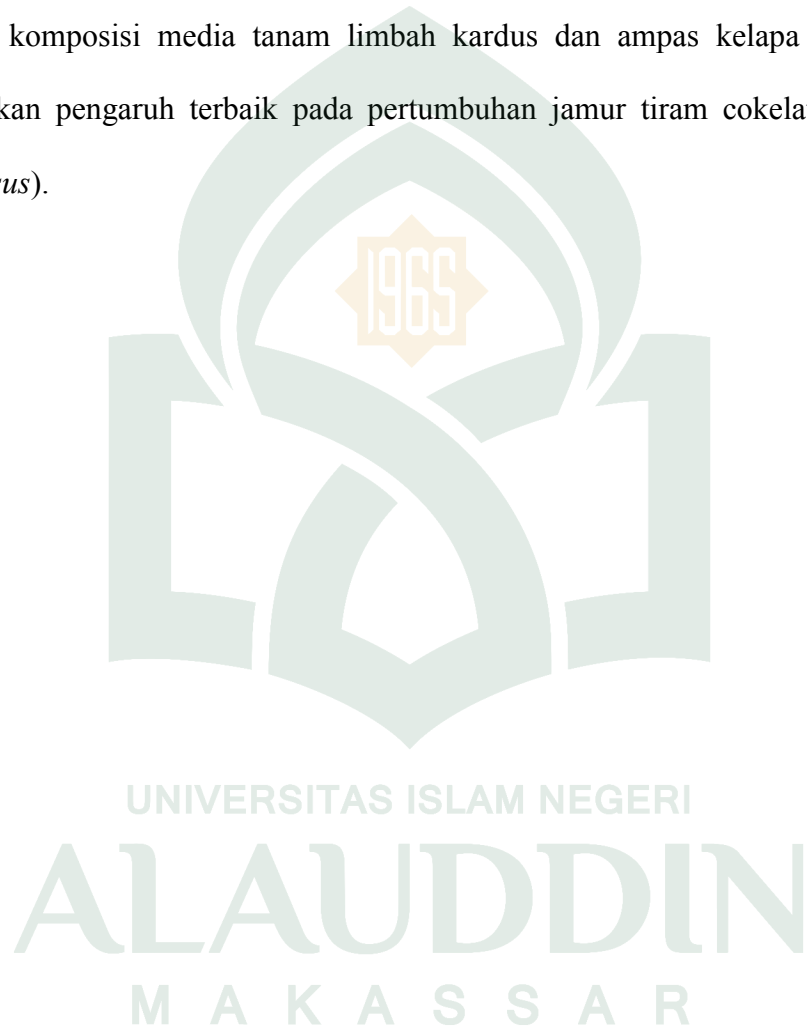 komposisi media tanam limbah kardus dan ampas kelapa
kan pengaruh terbaik pada pertumbuhan jamur tiram cokela
us).
1965
UNIVERSITAS ISLAM NEGERI
ALAUDDIN
MAKASSAR